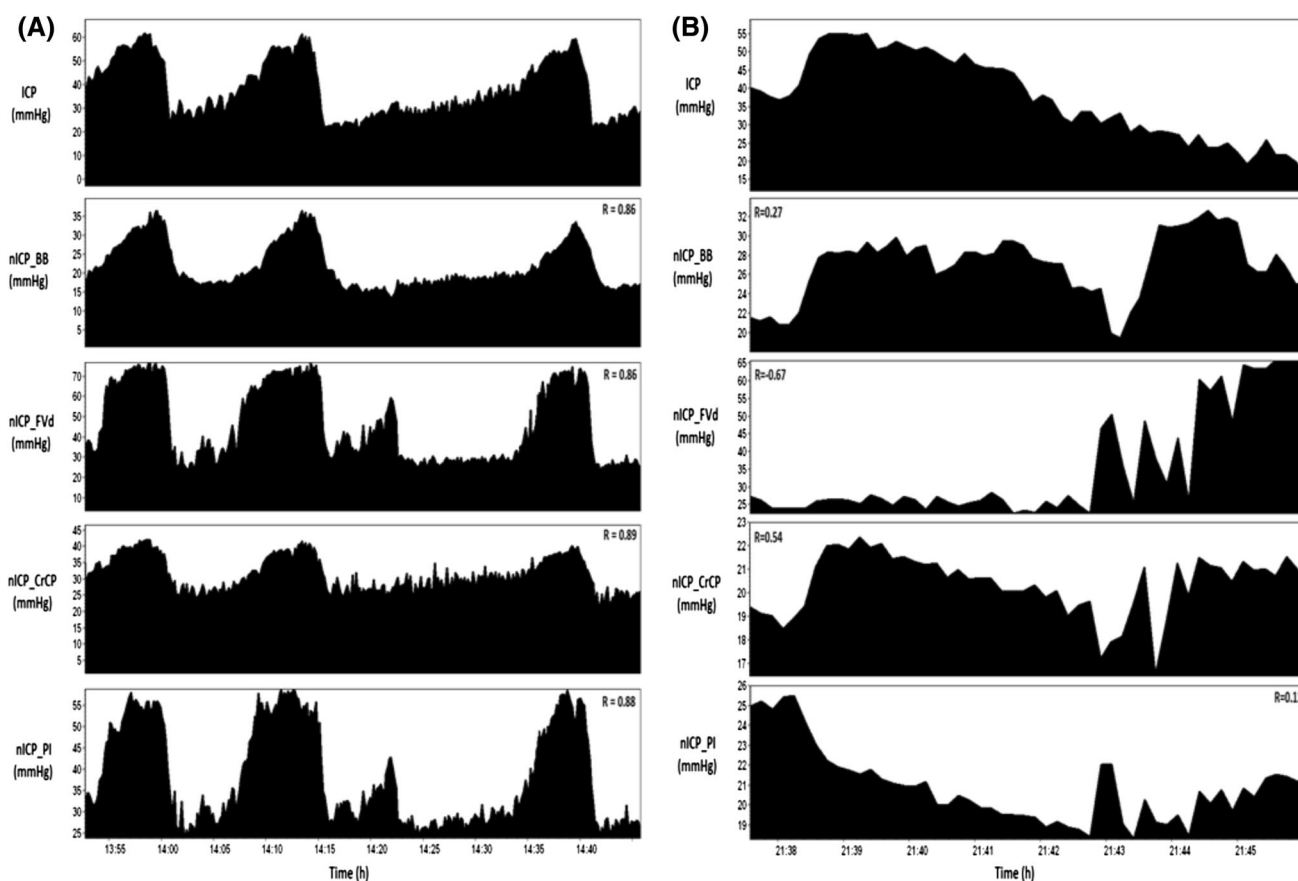 (A)
ICP
(mmHg)
60
50
40
30
20
10
0
nICP_BB
(mmHg)
R = 0.86
35
30
25
20
15
10
5
nICP_FVd
(mmHg)
R = 0.86
70
60
50
40
30
20
10
nICP_CrCP
(mmHg)
R = 0.89
45
40
35
30
25
20
15
10
5
nICP_PI
(mmHg)
R = 0.88
55
50
45
40
35
30
25
13:55 14:00 14:05 14:10 14:15 14:20 14:25 14:30 14:35 14:40
Time (h)
(B)
ICP
(mmHg)
55
50
45
40
35
30
25
20
15
nICP_BB
(mmHg)
R=0.27
32
30
28
26
24
22
20
nICP_FVd
(mmHg)
R=-0.67
65
60
55
50
45
40
35
30
25
nICP_CrCP
(mmHg)
R=0.54
23
22
21
20
19
18
17
nICP_PI
(mmHg)
26
25
24
23
22
21
20
19
21:38 21:39 21:40 21:41 21:42 21:43 21:44 21:45
Time (h)